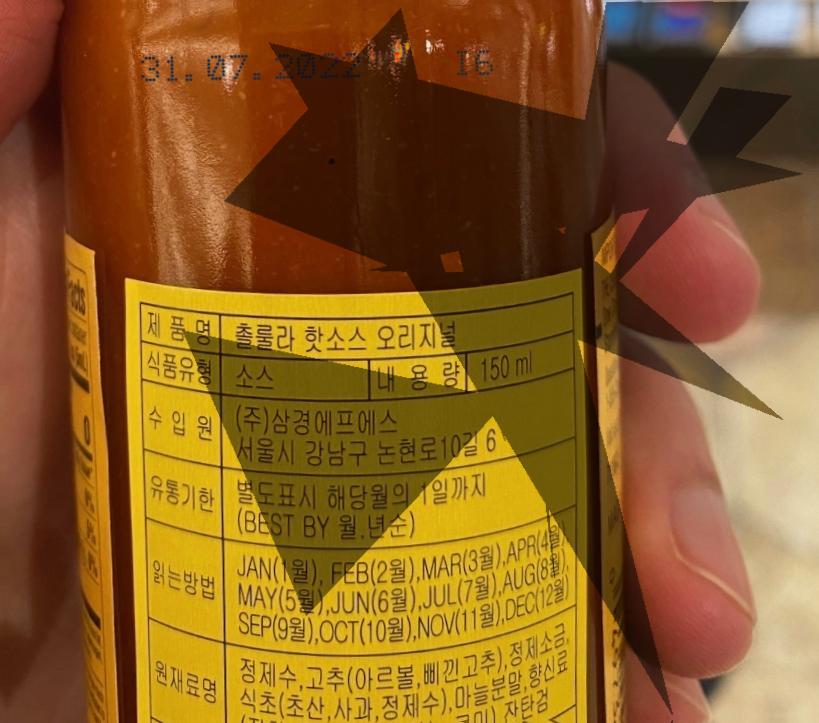 31.07.2022 16
제 품 명 촐룰라 핫소스 오리지널
식품유형 소스 내 용 량 150 ml
수 입 원 (주)삼경에프에스
서울시 강남구 논현로10길 6
유통기한 별도표시 해당월의 1일까지
(BEST BY 월.년순)
읽는방법 JAN(1월), FEB(2월),MAR(3월),APR(4월)
MAY(5월),JUN(6월),JUL(7월),AUG(8월),
SEP(9월),OCT(10월),NOV(11월),DEC(12월)
원재료명 정제수,고추(아르볼,삐낀고추),정제소금,
식초(초산,사과,정제수),마늘분말,향신료
잔탄검